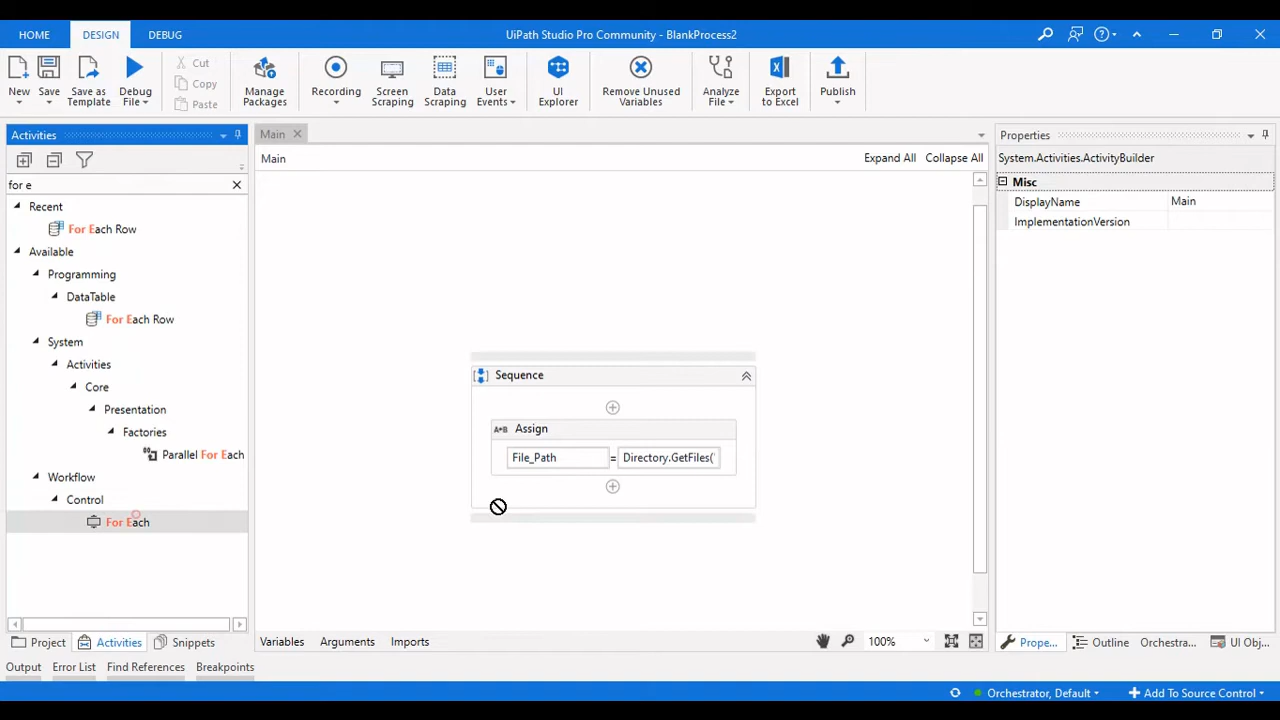 HOME
DESIGN
DEBUG
UiPath Studio Pro Community - BlankProcess2
New
Save
Save as Template
Debug File
Cut
Copy
Paste
Manage Packages
Recording
Screen Scraping
Data Scraping
User Events
UI Explorer
Remove Unused Variables
Analyze File
Export to Excel
Publish
Activities
for e
Recent
For Each Row
Available
Programming
DataTable
For Each Row
System
Activities
Core
Presentation
Factories
Parallel For Each
Workflow
Control
For Each
Project
Activities
Snippets
Main
Main
Expand All
Collapse All
Sequence
A*B Assign
File_Path = Directory.GetFiles('
Variables
Arguments
Imports
100%
Properties
System.Activities.ActivityBuilder
Misc
DisplayName
Main
ImplementationVersion
Prope...
Outline
Orchestra...
UI Obj...
Output
Error List
Find References
Breakpoints
Orchestrator, Default
Add To Source Control